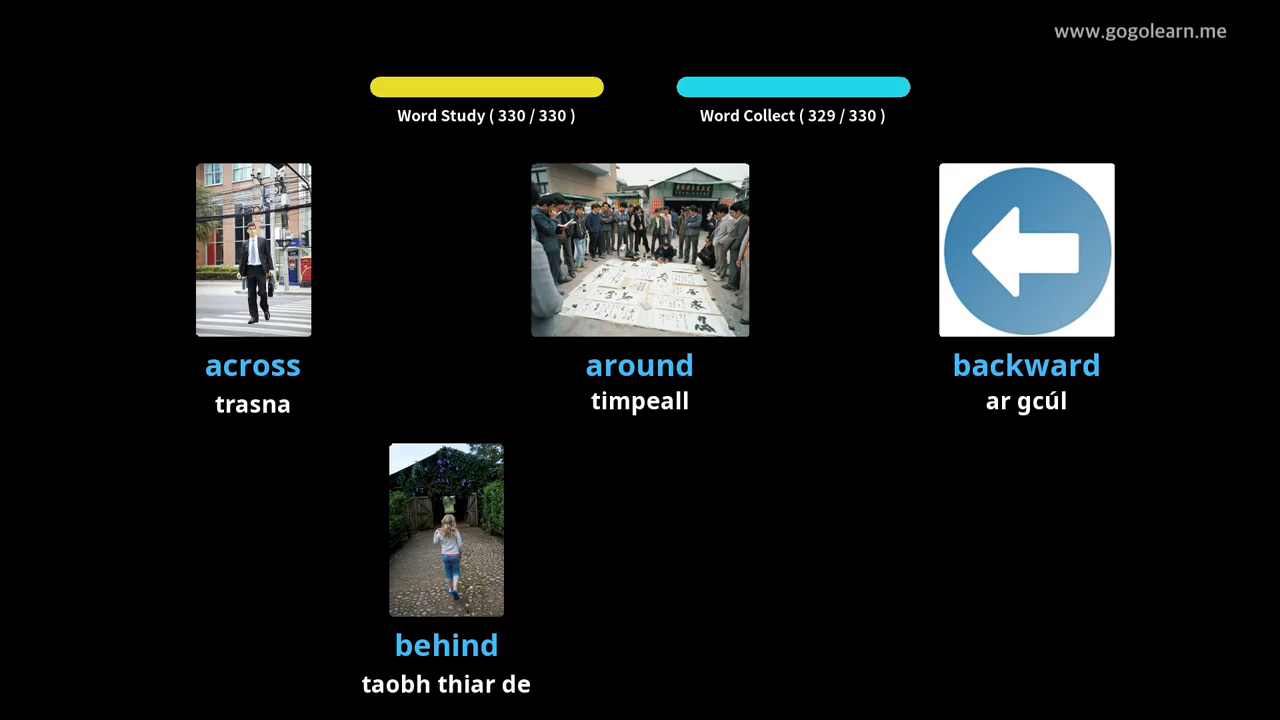 www.gogolearn.me
Word Study ( 330 / 330 )
Word Collect ( 329 / 330 )
across
around
backward
trasna
timpeall
ar gcúl
behind
taobh thiar de